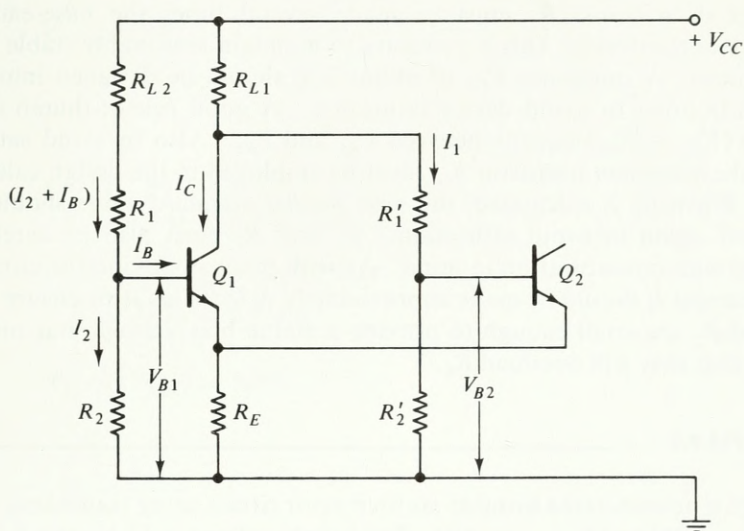 + V_CC
R_L2
R_L1
I_1
(I_2 + I_B)
I_C
R_1
R'_1
I_B
Q_1
Q_2
I_2
V_B1
V_B2
R_2
R_E
R'_2